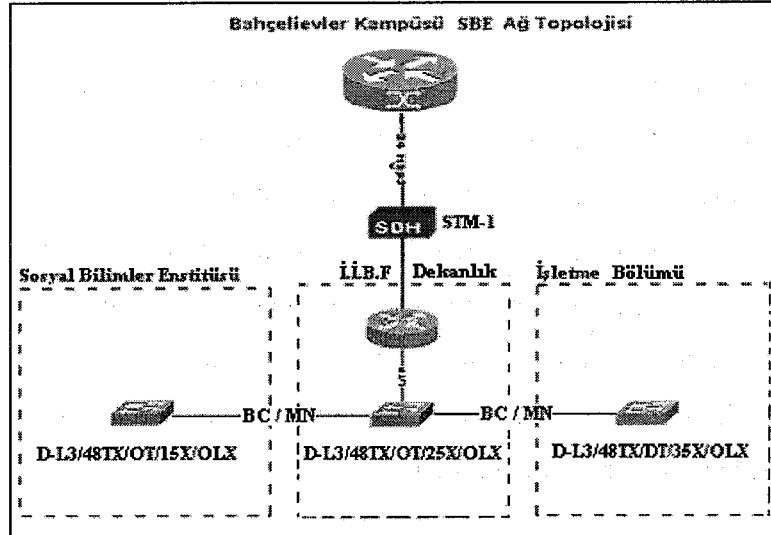 Bahçelievler Kampüsü SBE Ağ Topolojisi
SDH
STM-1
Sosyal Bilimler Enstitüsü
İ.İ.B.F Dekanlık
İşletme Bölümü
BC / MN
BC / MN
D-L3/48TX/OT/15X/OLX
D-L3/48TX/OT/25X/OLX
D-L3/48TX/DT/35X/OLX